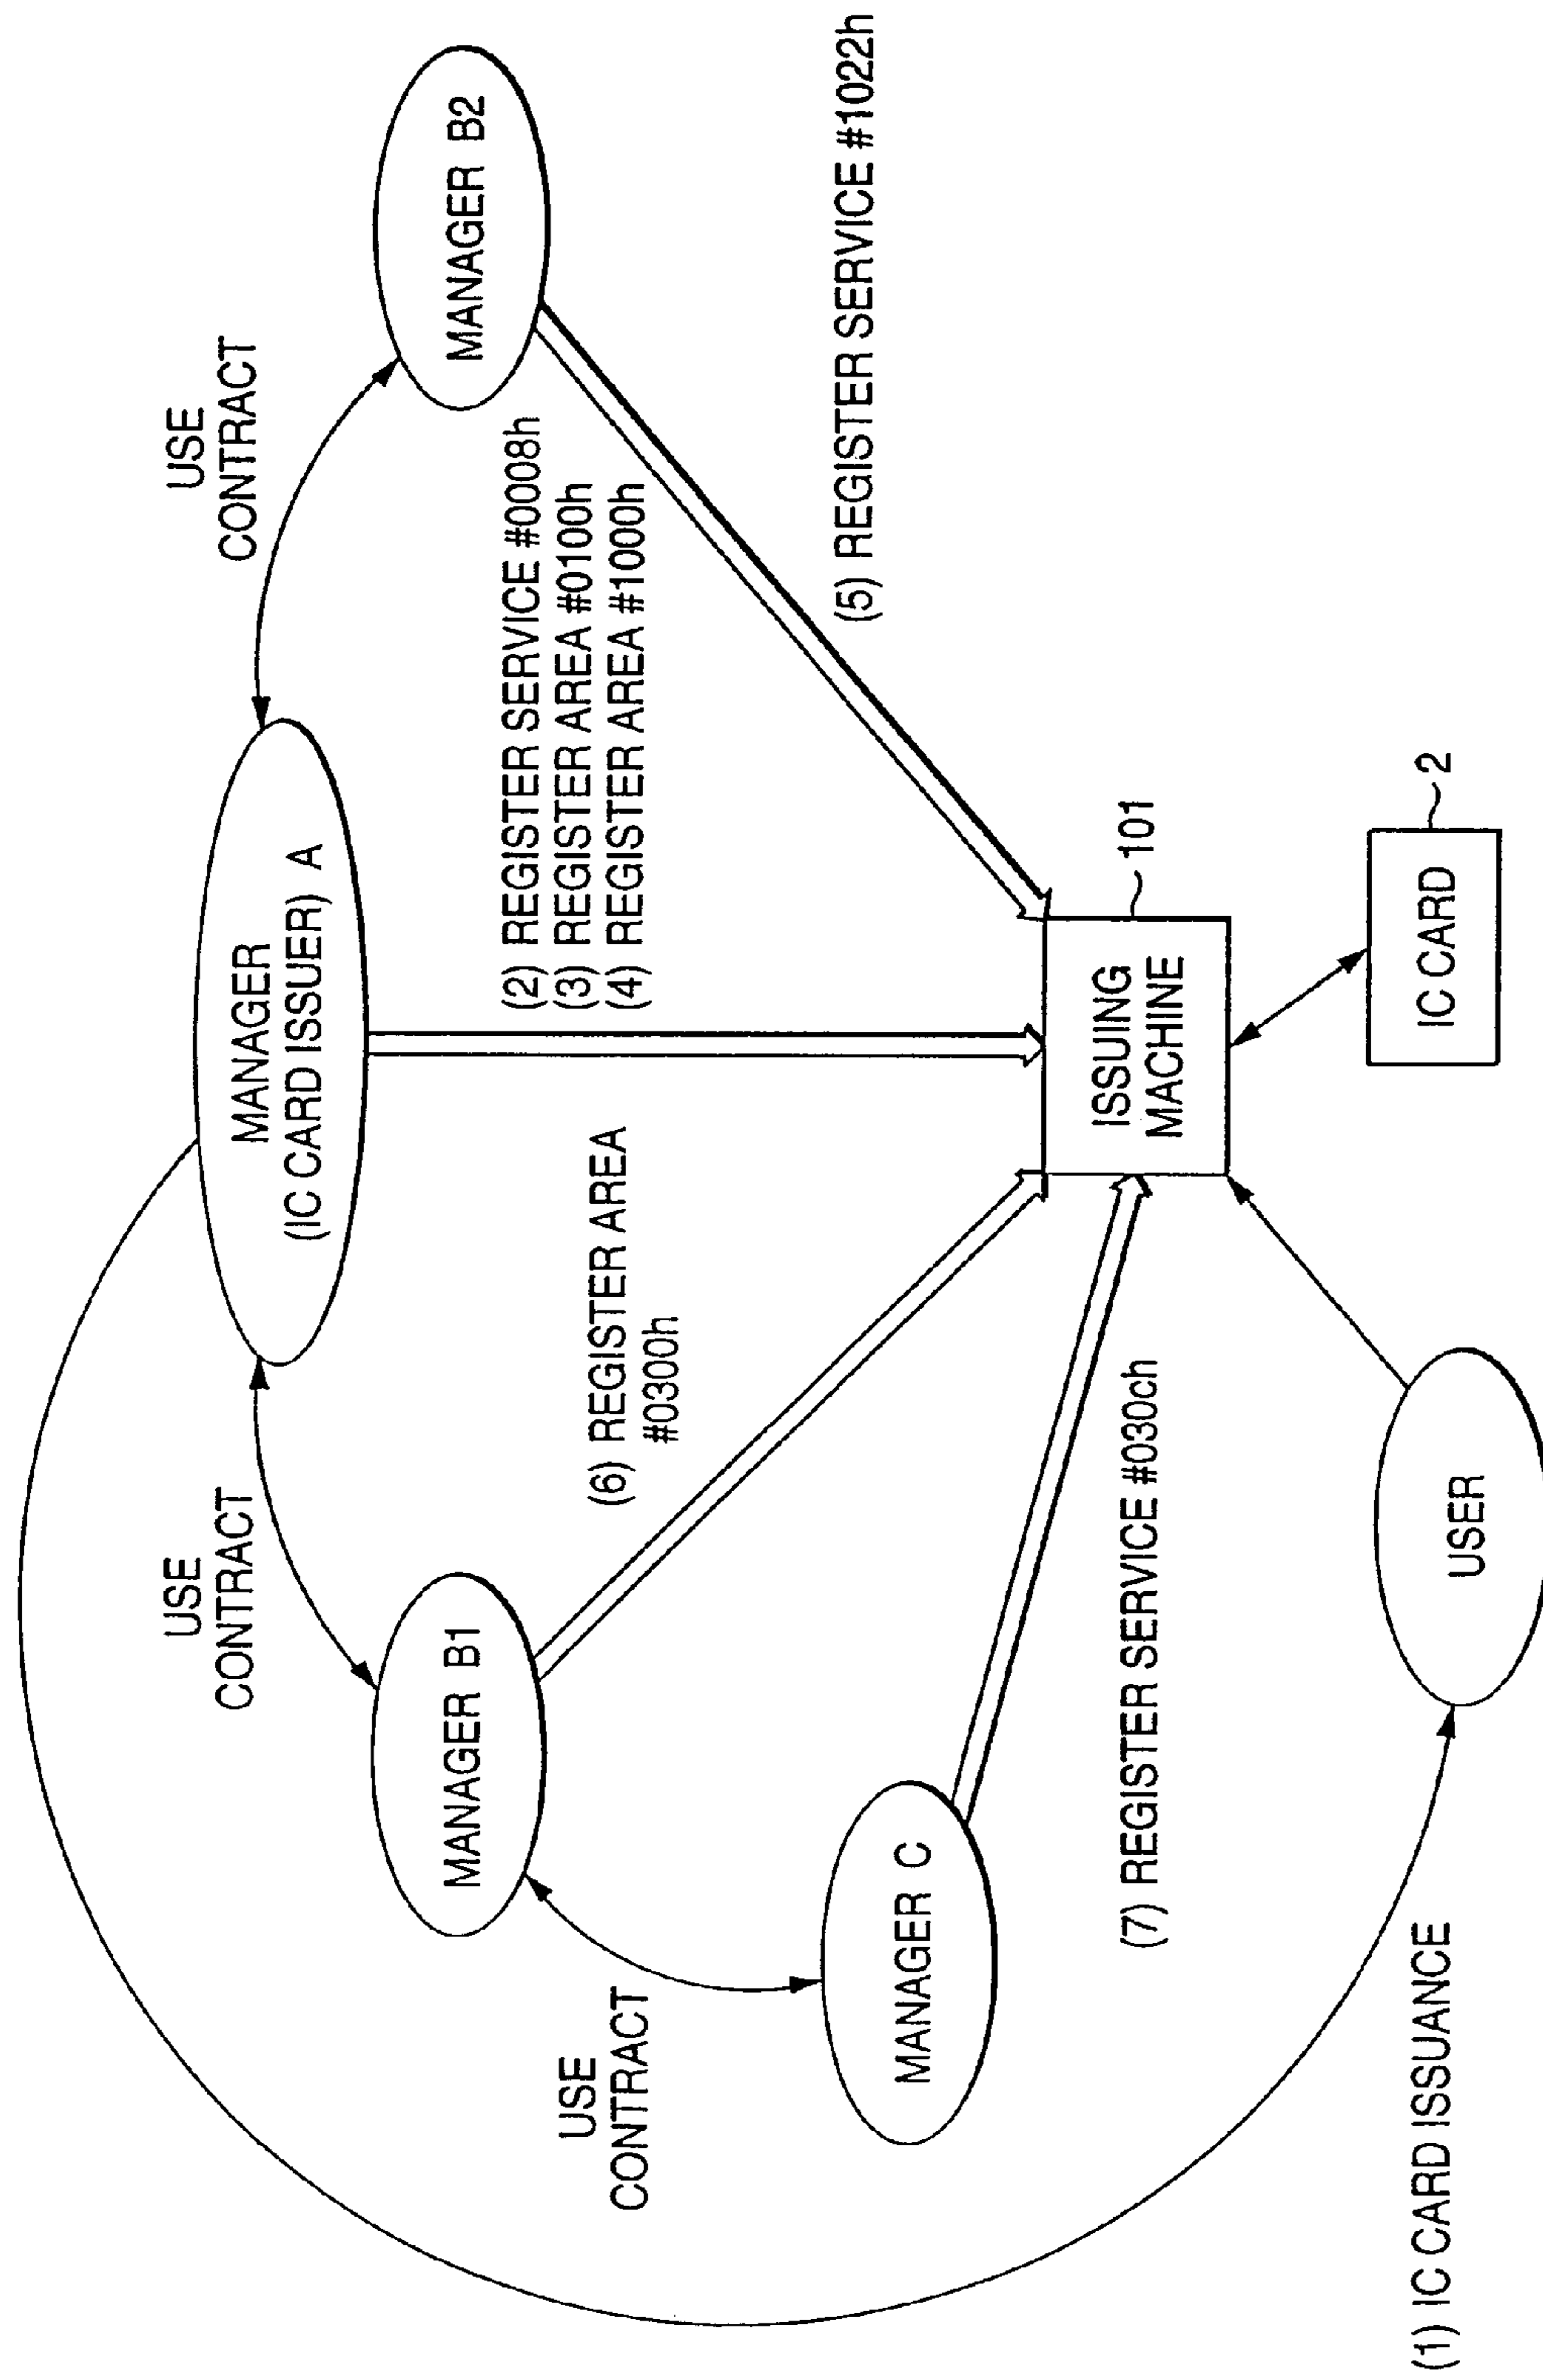 USE
CONTRACT
MANAGER
(IC CARD ISSUER) A
USE
CONTRACT
MANAGER B1
MANAGER B2
(2) REGISTER SERVICE #0008h
(3) REGISTER AREA #0100h
(4) REGISTER AREA #1000h
(6) REGISTER AREA
#0300h
USE
CONTRACT
(5) REGISTER SERVICE #1022h
MANAGER C
ISSUING
MACHINE
101
(7) REGISTER SERVICE #030ch
USER
IC CARD
2
(1) IC CARD ISSUANCE